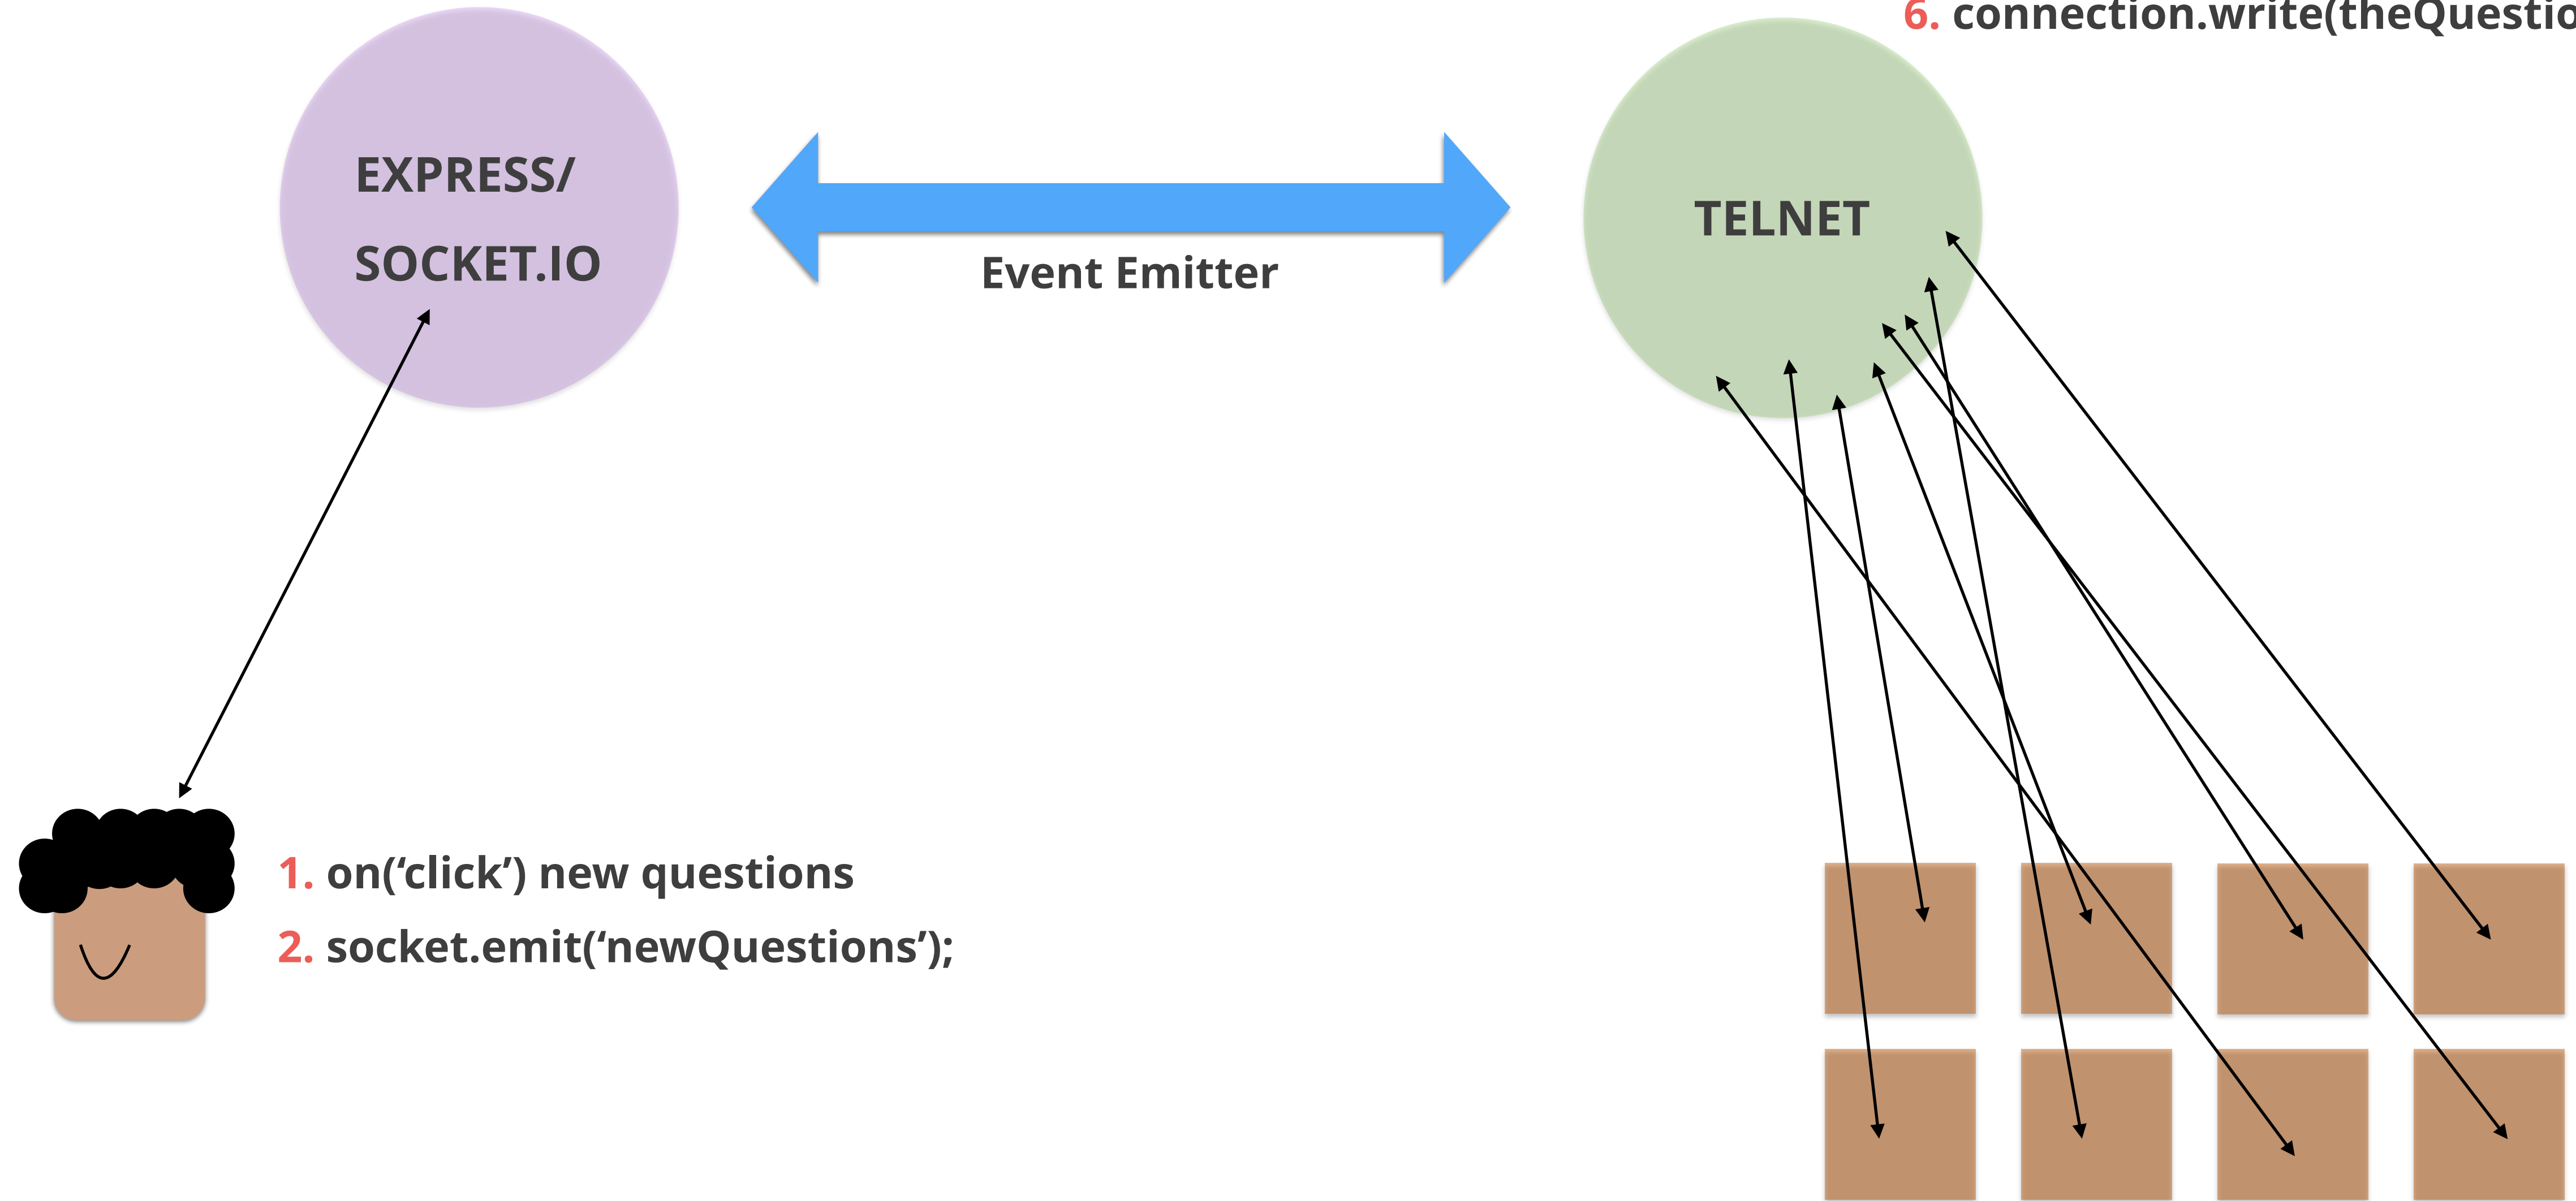 6. connection.write(theQuestio
EXPRESS/
SOCKET.IO
TELNET
Event Emitter
1. on(‘click’) new questions
2. socket.emit(‘newQuestions’);